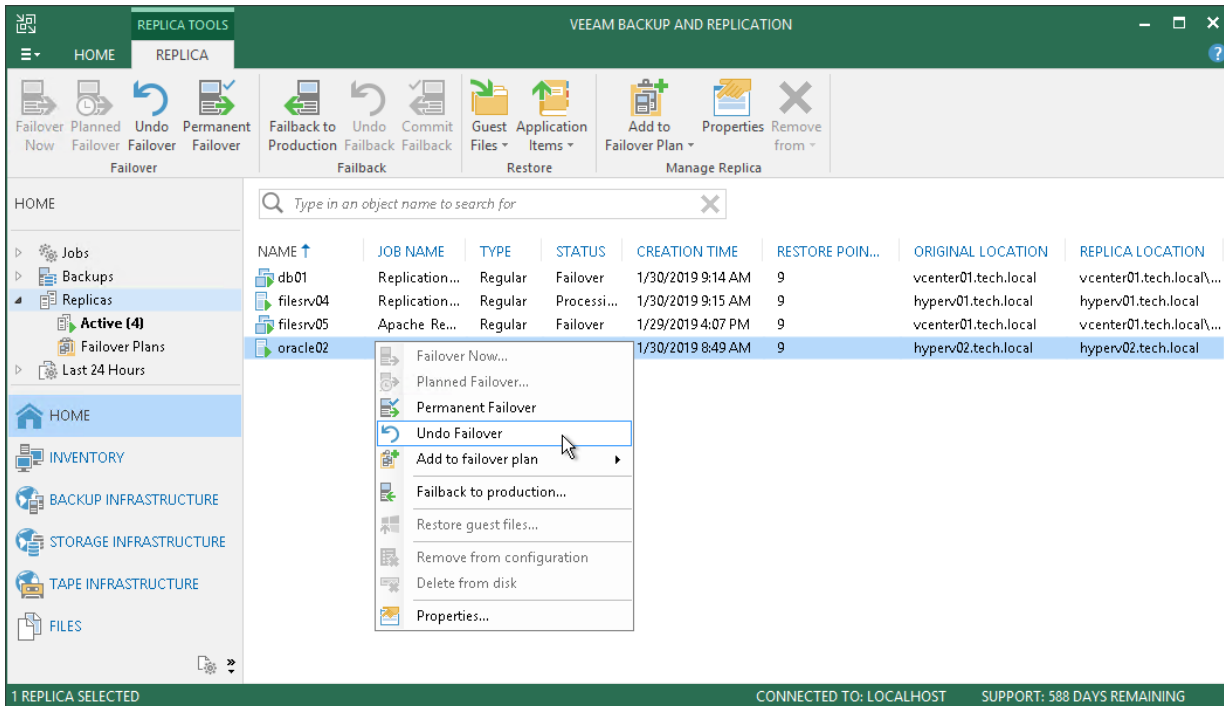 REPLICA TOOLS
VEEAM BACKUP AND REPLICATION
HOME REPLICA
Failover Now
Planned Failover
Undo Failover
Permanent Failover
Failover
Failback to Production
Undo Failback
Commit Failback
Failback
Guest Files
Application Items
Restore
Add to Failover Plan
Properties
Remove from
Manage Replica
HOME
Jobs
Backups
Replicas
Active (4)
Failover Plans
Last 24 Hours
HOME
INVENTORY
BACKUP INFRASTRUCTURE
STORAGE INFRASTRUCTURE
TAPE INFRASTRUCTURE
FILES
Type in an object name to search for
NAME JOB NAME TYPE STATUS CREATION TIME RESTORE POIN... ORIGINAL LOCATION REPLICA LOCATION
db01 Replication... Regular Failover 1/30/2019 9:14 AM 9 vcenter01.tech.local vcenter01.tech.local\...
filesrv04 Replication... Regular Processi... 1/30/2019 9:15 AM 9 hyperv01.tech.local hyperv01.tech.local
filesrv05 Apache Re... Regular Failover 1/29/2019 4:07 PM 9 vcenter01.tech.local vcenter01.tech.local\...
oracle02 1/30/2019 8:49 AM 9 hyperv02.tech.local hyperv02.tech.local
Failover Now...
Planned Failover...
Permanent Failover
Undo Failover
Add to failover plan
Failback to production...
Restore guest files...
Remove from configuration
Delete from disk
Properties...
1 REPLICA SELECTED
CONNECTED TO: LOCALHOST
SUPPORT: 588 DAYS REMAINING